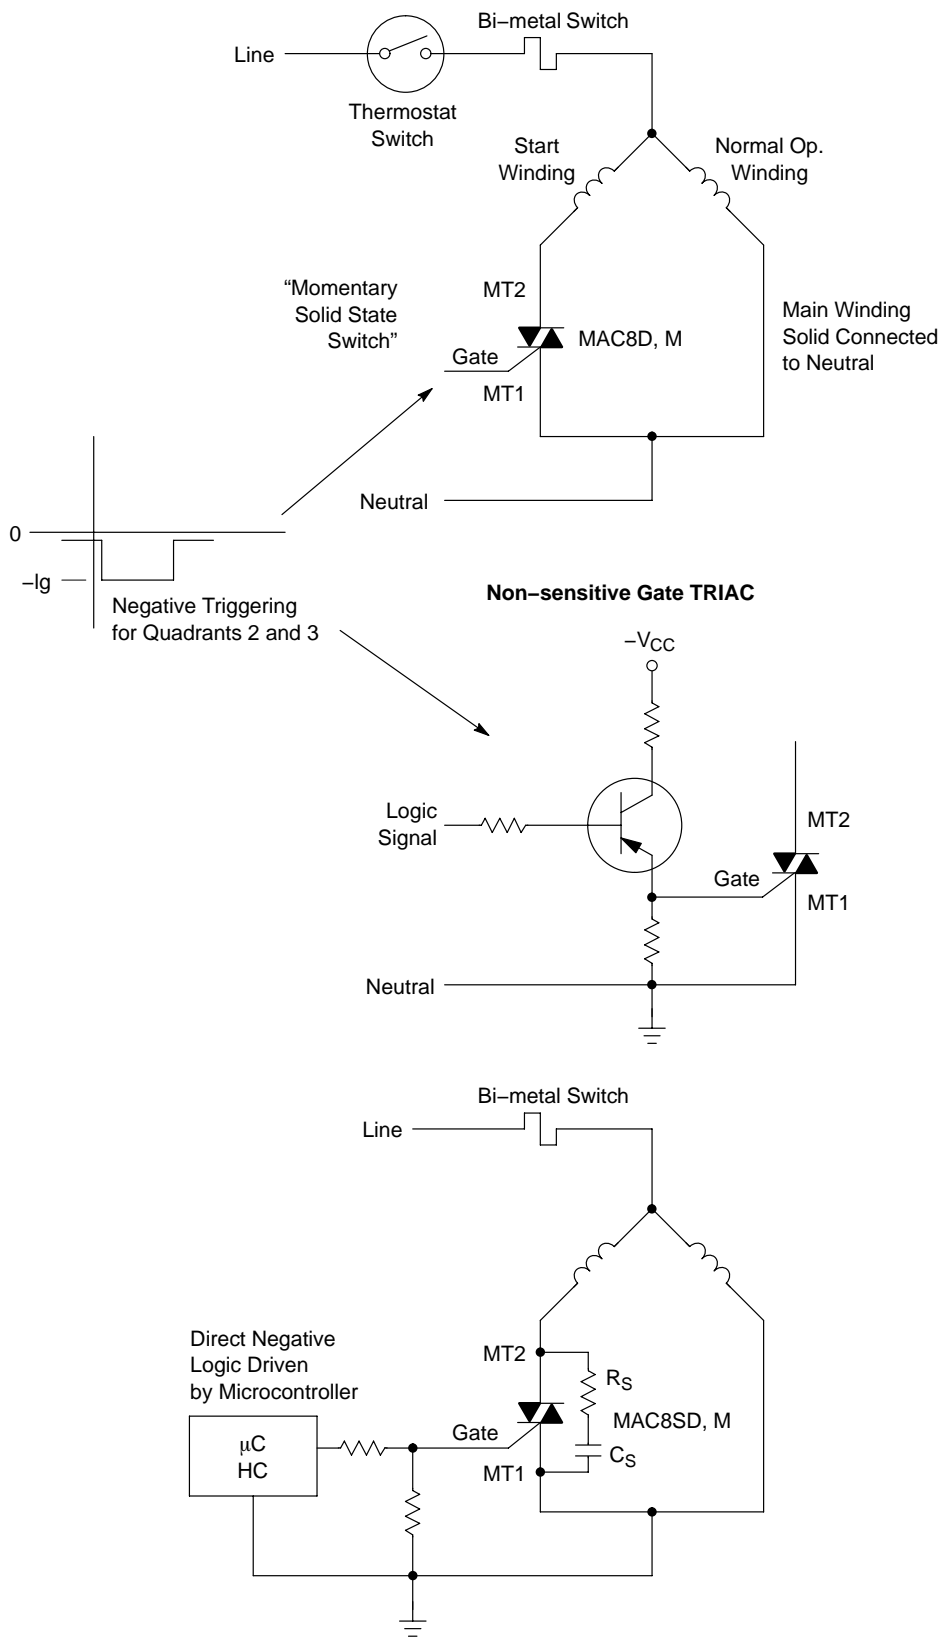 Bi–metal Switch
Line
Thermostat
Switch
Start
Winding
Normal Op.
Winding
“Momentary
Solid State
Switch”
MT2
MAC8D, M
Gate
MT1
Main Winding
Solid Connected
to Neutral
Neutral
0
–Ig
Negative Triggering
for Quadrants 2 and 3
Non–sensitive Gate TRIAC
–VCC
Logic
Signal
MT2
Gate
MT1
Neutral
Bi–metal Switch
Line
Direct Negative
Logic Driven
by Microcontroller
MT2
RS
MAC8SD, M
Gate
CS
MT1
μC
HC